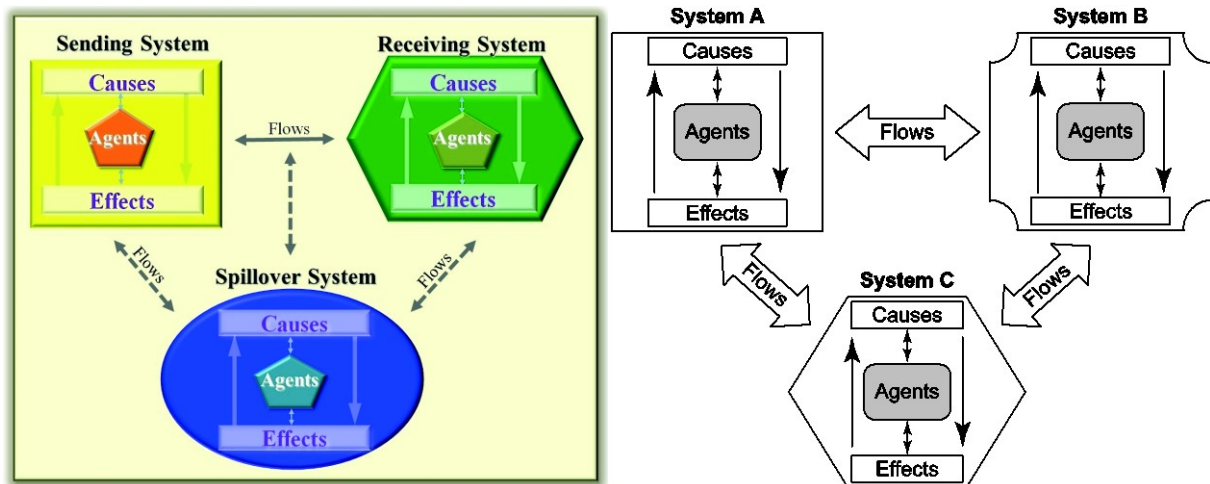 Sending System
Causes
Agents
Effects
Receiving System
Causes
Agents
Effects
Flows
Flows
Flows
Spillover System
Causes
Agents
Effects
System A
Causes
Agents
Effects
System B
Causes
Agents
Effects
Flows
Flows
Flows
System C
Causes
Agents
Effects